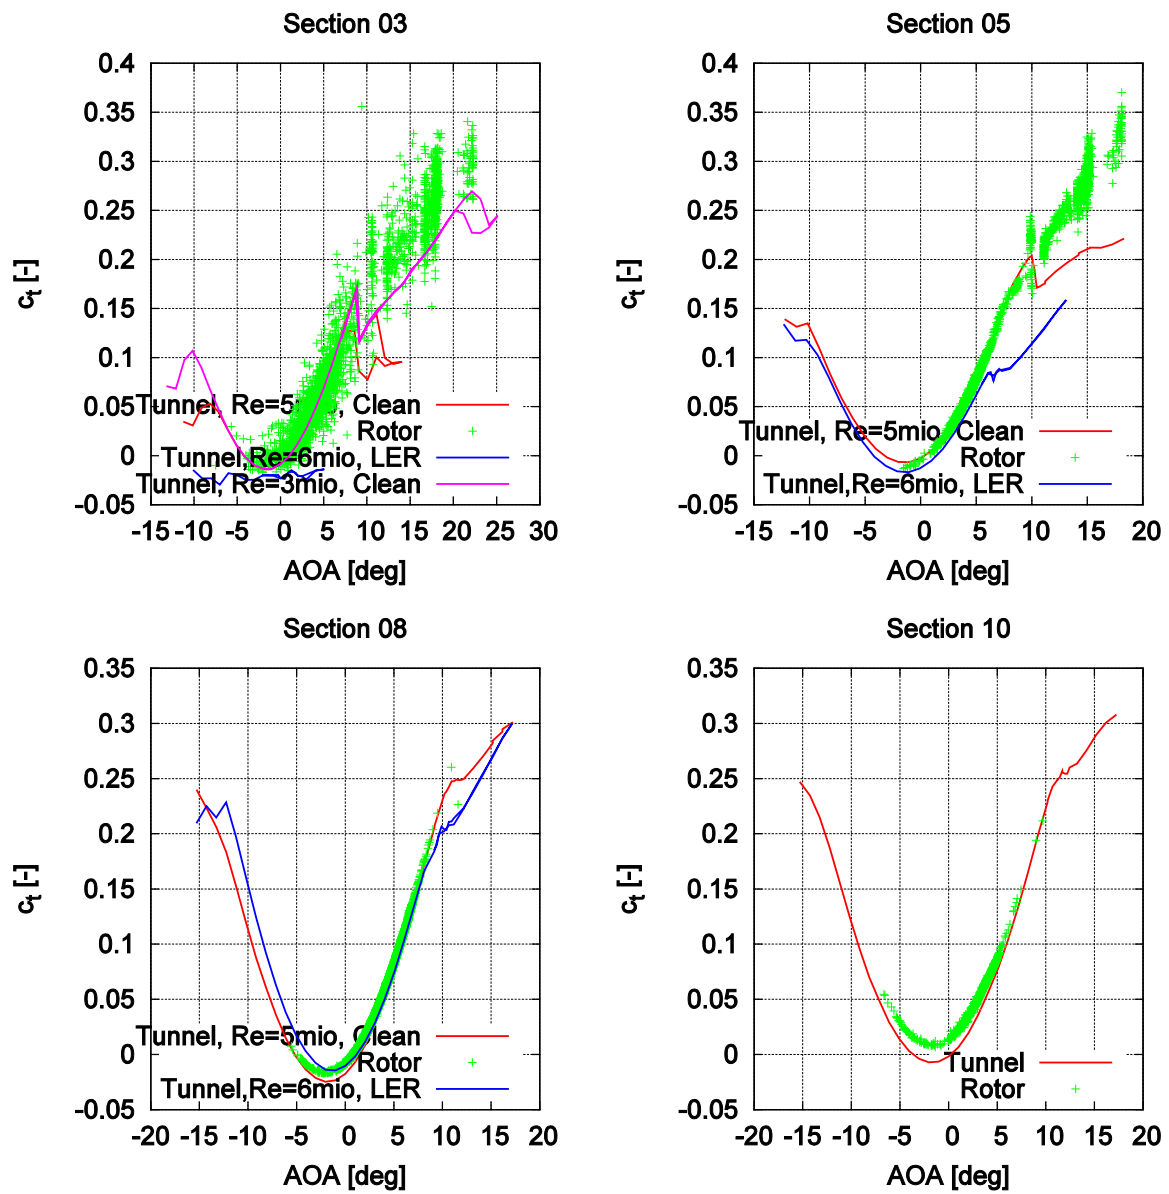 Section 03
0.4
0.35
0.3
0.25
0.2
0.15
0.1
0.05
0
-0.05
c_t [-]
Tunnel, Re=5mio, Clean
Rotor
Tunnel,Re=6mio, LER
Tunnel, Re=3mio, Clean
-15 -10 -5 0 5 10 15 20 25 30
AOA [deg]
Section 05
0.4
0.35
0.3
0.25
0.2
0.15
0.1
0.05
0
-0.05
c_t [-]
Tunnel, Re=5mio, Clean
Rotor
Tunnel,Re=6mio, LER
-15 -10 -5 0 5 10 15 20
AOA [deg]
Section 08
0.35
0.3
0.25
0.2
0.15
0.1
0.05
0
-0.05
c_t [-]
Tunnel, Re=5mio, Clean
Rotor
Tunnel,Re=6mio, LER
-20 -15 -10 -5 0 5 10 15 20
AOA [deg]
Section 10
0.35
0.3
0.25
0.2
0.15
0.1
0.05
0
-0.05
c_t [-]
Tunnel
Rotor
-20 -15 -10 -5 0 5 10 15 20
AOA [deg]